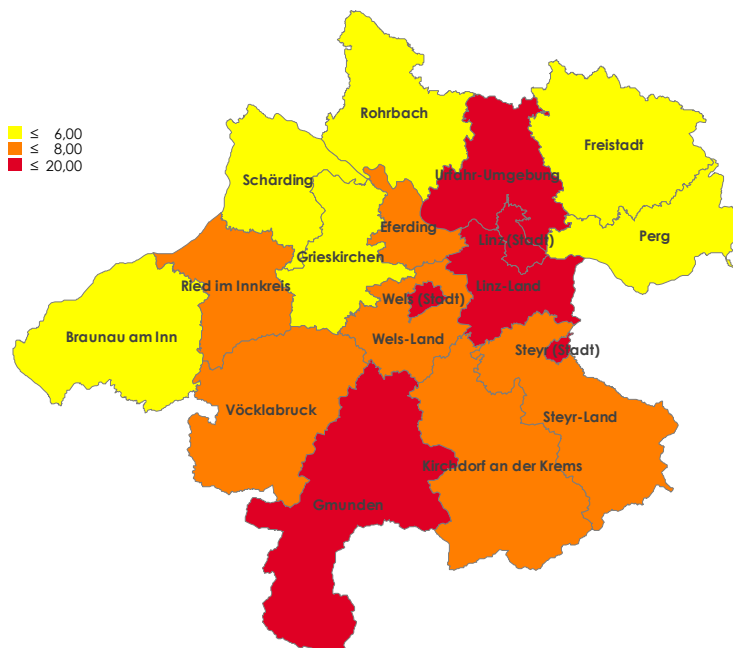 ≤ 6,00
≤ 8,00
≤ 20,00
Rohrbach
Freistadt
Urfahr-Umgebung
Schärding
Eferding
Linz (Stadt)
Perg
Grieskirchen
Ried im Innkreis
Linz-Land
Wels (Stadt)
Braunau am Inn
Wels-Land
Steyr (Stadt)
Vöcklabruck
Steyr-Land
Kirchdorf an der Krems
Gmunden